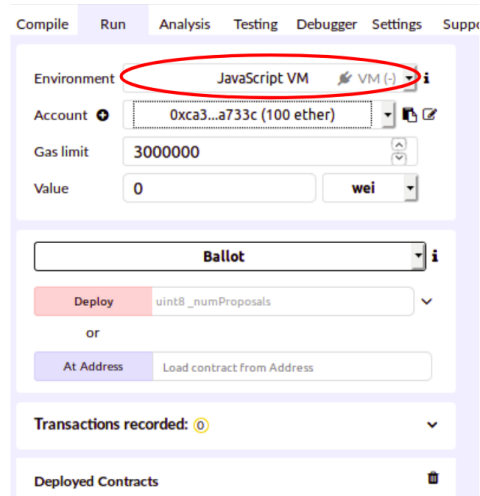 Compile Run Analysis Testing Debugger Settings Suppo
Environment JavaScript VM VM (-) i
Account 0xca3...a733c (100 ether)
Gas limit 3000000
Value 0 wei
Ballot i
Deploy uint8 _numProposals
or
At Address Load contract from Address
Transactions recorded: 0
Deployed Contracts